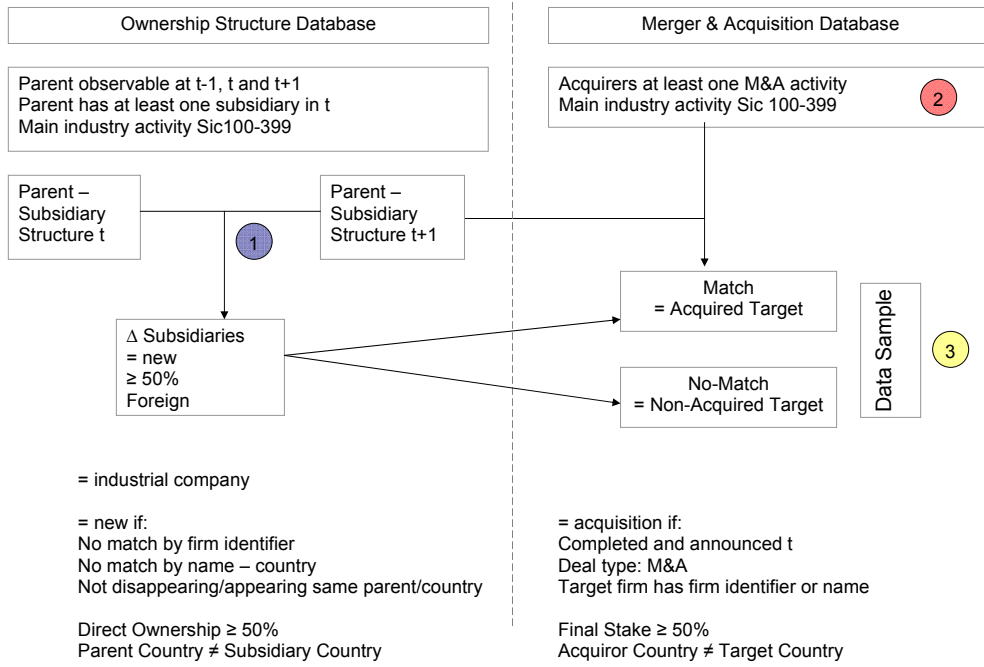 Ownership Structure Database
Merger & Acquisition Database
Parent observable at t-1, t and t+1
Parent has at least one subsidiary in t
Main industry activity Sic100-399
Acquirers at least one M&A activity
Main industry activity Sic 100-399
2
Parent –
Subsidiary
Structure t
1
Parent –
Subsidiary
Structure t+1
Δ Subsidiaries
= new
≥ 50%
Foreign
Match
= Acquired Target
No-Match
= Non-Acquired Target
Data Sample
3
= industrial company
= new if:
No match by firm identifier
No match by name – country
Not disappearing/appearing same parent/country
Direct Ownership ≥ 50%
Parent Country ≠ Subsidiary Country
= acquisition if:
Completed and announced t
Deal type: M&A
Target firm has firm identifier or name
Final Stake ≥ 50%
Acquiror Country ≠ Target Country